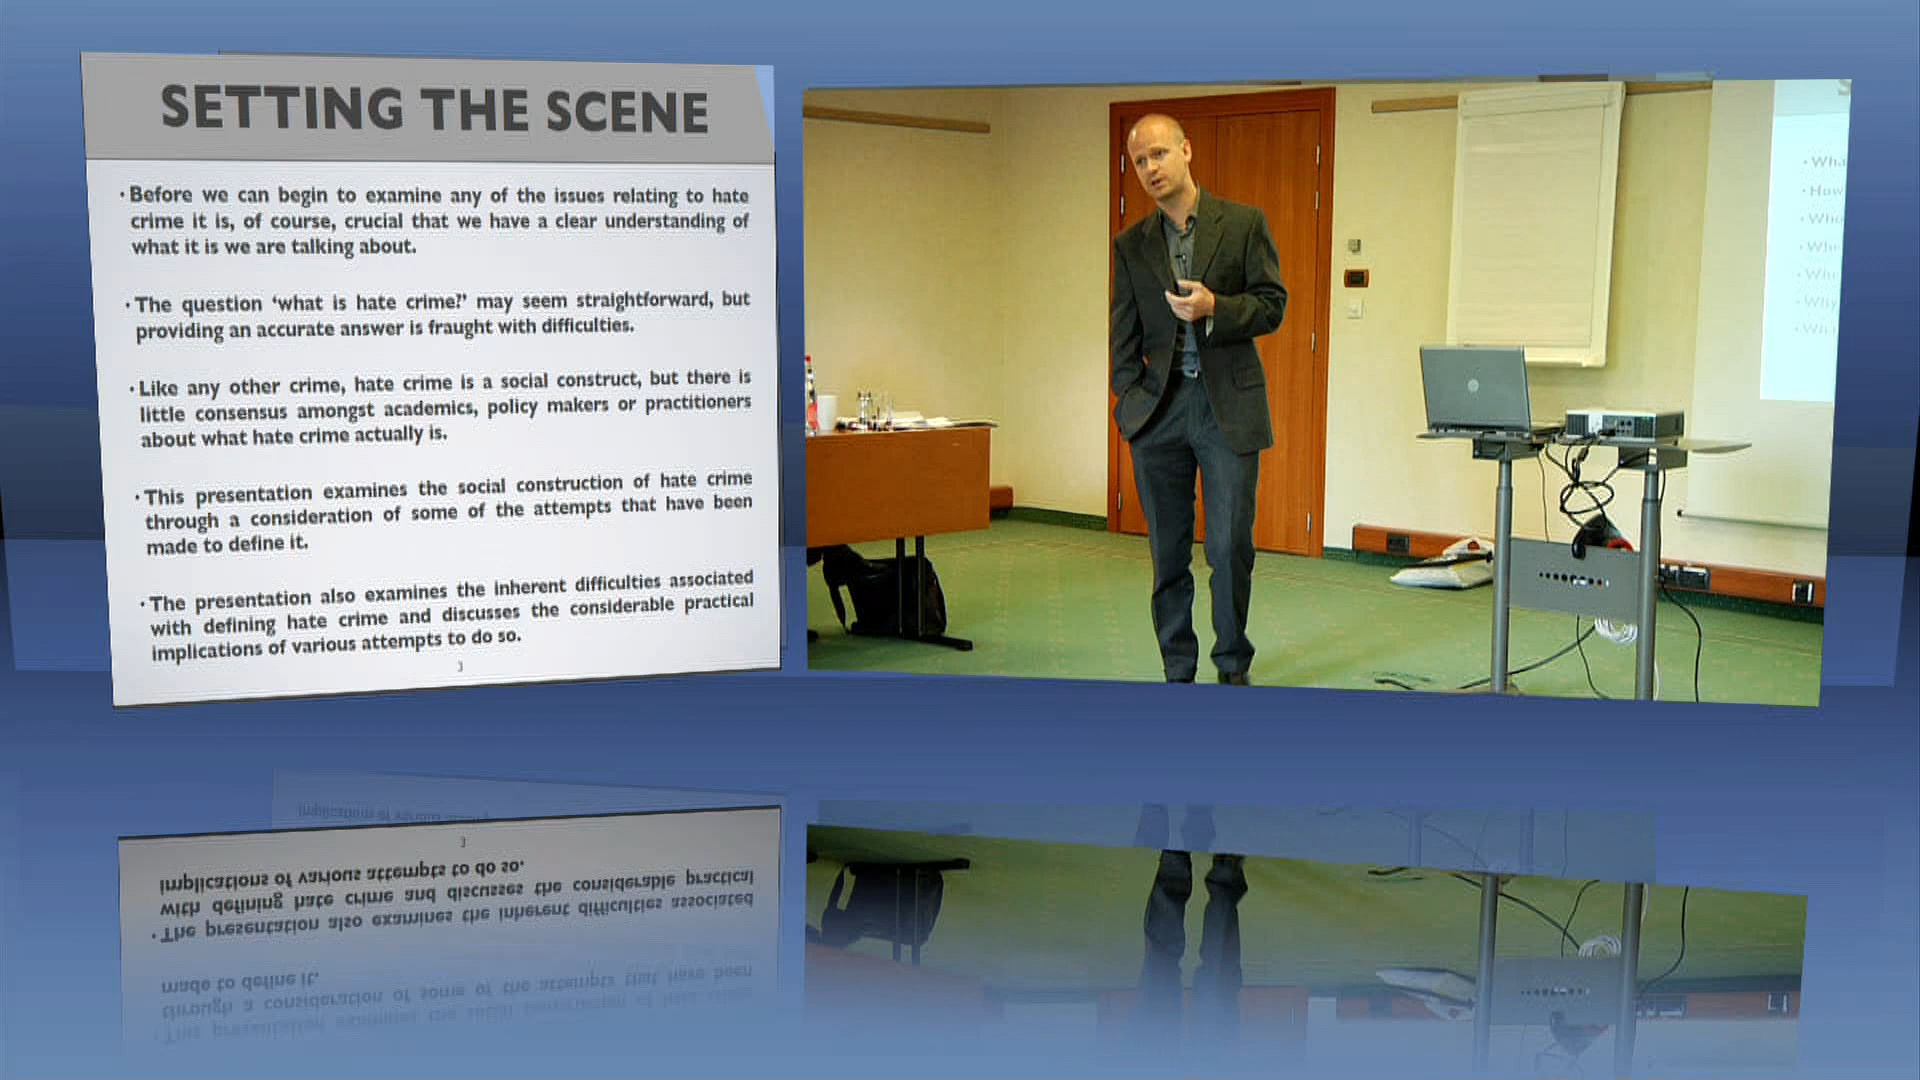 SETTING THE SCENE
• Before we can begin to examine any of the issues relating to hate
crime it is, of course, crucial that we have a clear understanding of
what it is we are talking about.
• The question ‘what is hate crime?’ may seem straightforward, but
providing an accurate answer is fraught with difficulties.
• Like any other crime, hate crime is a social construct, but there is
little consensus amongst academics, policy makers or practitioners
about what hate crime actually is.
• This presentation examines the social construction of hate crime
through a consideration of some of the attempts that have been
made to define it.
• The presentation also examines the inherent difficulties associated
with defining hate crime and discusses the considerable practical
implications of various attempts to do so.
3
• How
• Why